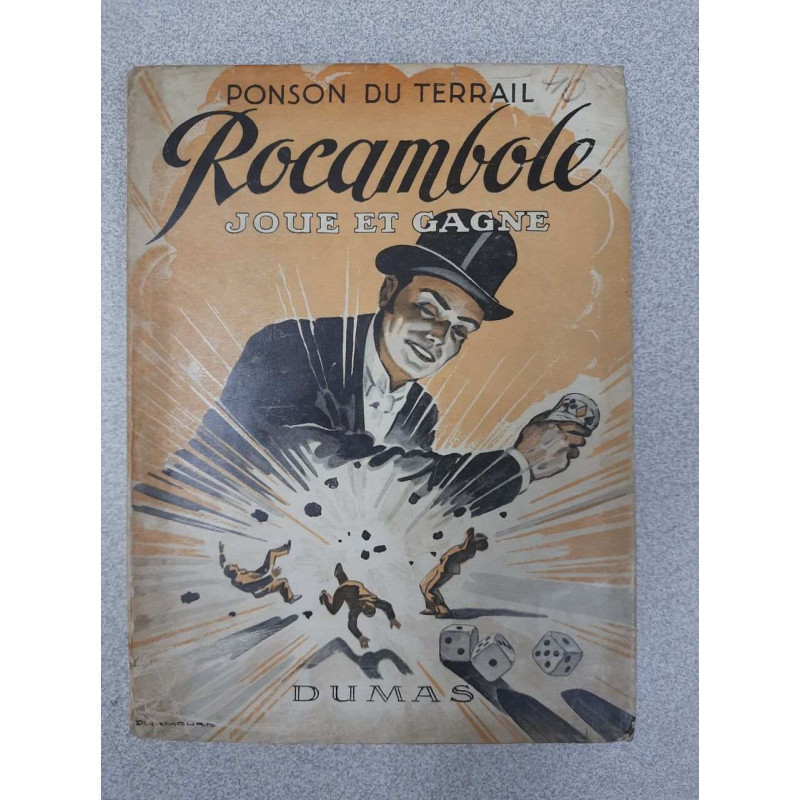 PONSON DU TERRAIL
Rocambole
JOUE ET GAGNE
DUMAS